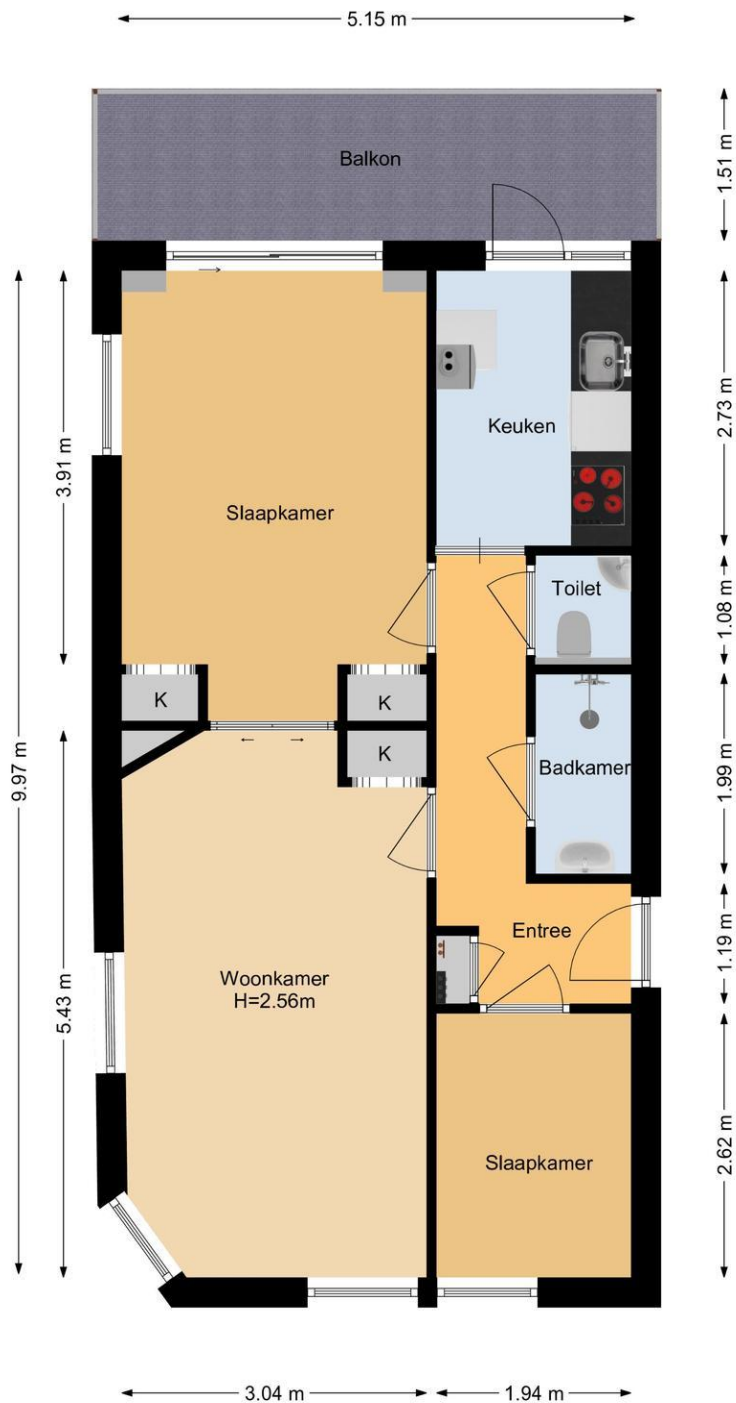 5.15 m
Balkon
1.51 m
3.91 m
9.97 m
Slaapkamer
Keuken
2.73 m
Toilet
1.08 m
K
K
K
Badkamer
1.99 m
5.43 m
Woonkamer
H=2.56m
Entree
1.19 m
Slaapkamer
2.62 m
3.04 m
1.94 m